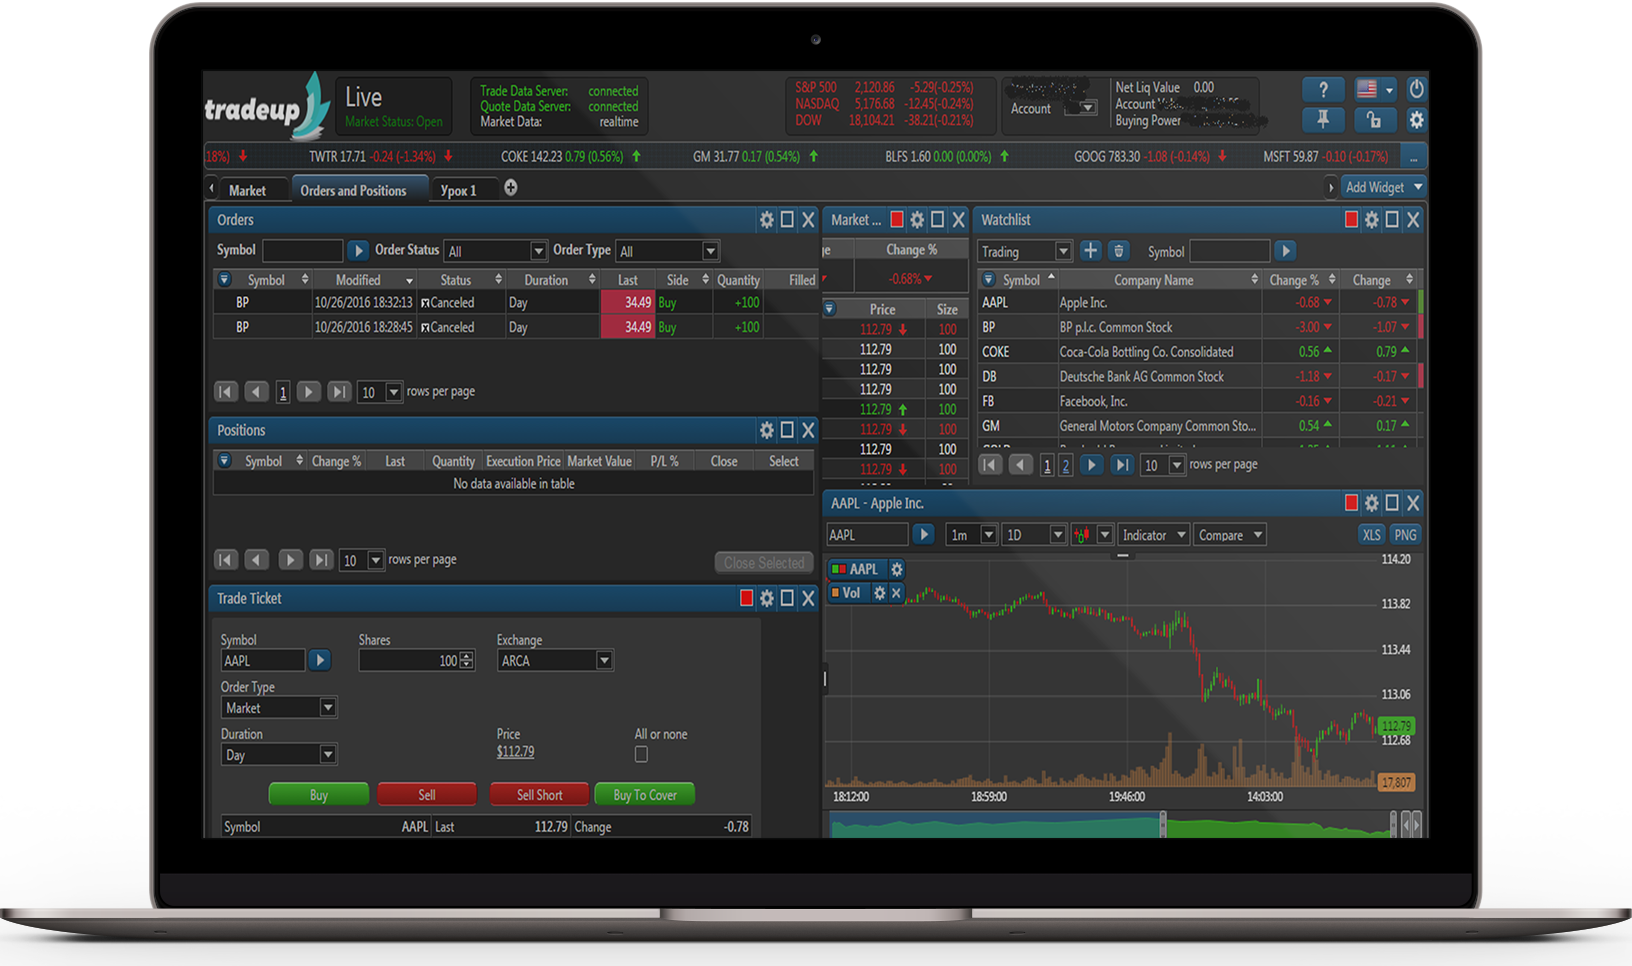 tradeup
Live
Market Status: Open
Trade Data Server: connected
Quote Data Server: connected
Market Data: realtime
S&P 500 2,120.86 -5.29(-0.25%)
NASDAQ 5,176.68 -12.45(-0.24%)
DOW 18,104.21 -38.21(-0.21%)
Account
Net Liq Value 0.00
Account
Buying Power
?
18%) TWTR 17.71 -0.24 (-1.34%) COKE 142.23 0.79 (0.56%) GM 31.77 0.17 (0.54%) BLFS 1.60 0.00 (0.00%) GOOG 783.30 -1.08 (-0.14%) MSFT 59.87 -0.10 (-0.17%) ...
Market Orders and Positions Урок 1 Add Widget
Orders
Symbol Order Status All Order Type All
Symbol Modified Status Duration Last Side Quantity Filled
BP 10/26/2016 18:32:13 Canceled Day 34.49 Buy +100
BP 10/26/2016 18:28:45 Canceled Day 34.49 Buy +100
1 10 rows per page
Positions
Symbol Change % Last Quantity Execution Price Market Value P/L % Close Select
No data available in table
10 rows per page Close Selected
Trade Ticket
Symbol Shares Exchange
AAPL 100 ARCA
Order Type
Market
Duration Price All or none
Day $112.79
Buy Sell Sell Short Buy To Cover
Symbol AAPL Last 112.79 Change -0.78
Market ...
ge Change %
-0.68%
Price Size
112.79 100
112.79 100
112.79 100
112.79 100
112.79 100
112.79 100
112.79 100
112.79 100
Watchlist
Trading Symbol
Symbol Company Name Change % Change
AAPL Apple Inc. -0.68 -0.78
BP BP p.l.c. Common Stock -3.00 -1.07
COKE Coca-Cola Bottling Co. Consolidated 0.56 0.79
DB Deutsche Bank AG Common Stock -1.18 -0.17
FB Facebook, Inc. -0.16 -0.21
GM General Motors Company Common Sto... 0.54 0.17
1 2 10 rows per page
AAPL - Apple Inc.
AAPL 1m 1D Indicator Compare XLS PNG
AAPL
Vol
114.20
113.82
113.44
113.06
112.79
112.68
17,807
18:12:00 18:59:00 19:46:00 14:03:00